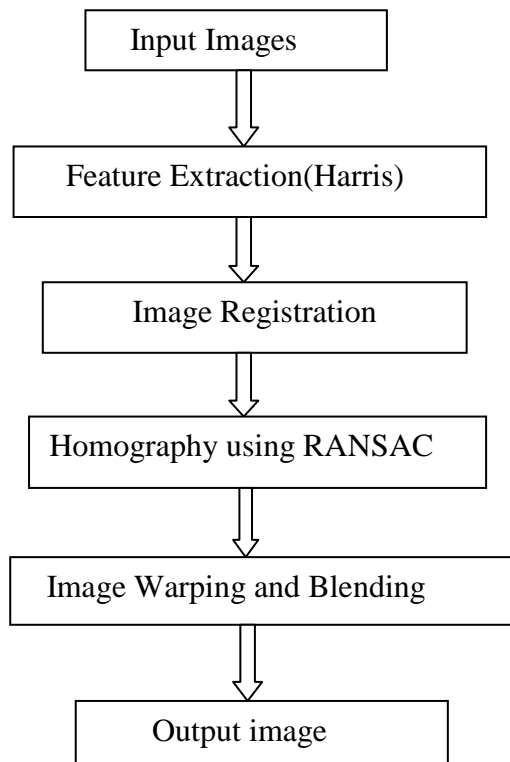 Input Images
Feature Extraction(Harris)
Image Registration
Homography using RANSAC
Image Warping and Blending
Output image